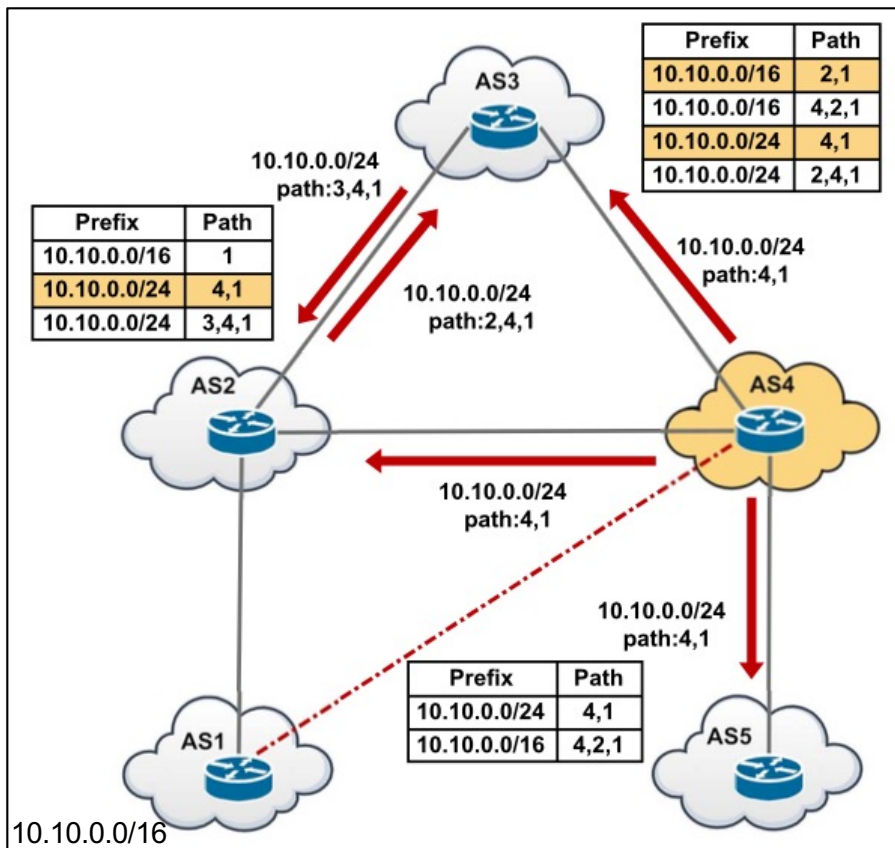 AS3
Prefix Path
10.10.0.0/16 2,1
10.10.0.0/16 4,2,1
10.10.0.0/24 4,1
10.10.0.0/24 2,4,1
10.10.0.0/24
path:3,4,1
Prefix Path
10.10.0.0/16 1
10.10.0.0/24 4,1
10.10.0.0/24 3,4,1
10.10.0.0/24
path:4,1
10.10.0.0/24
path:2,4,1
AS2
AS4
10.10.0.0/24
path:4,1
10.10.0.0/24
path:4,1
Prefix Path
10.10.0.0/24 4,1
10.10.0.0/16 4,2,1
AS1
AS5
10.10.0.0/16